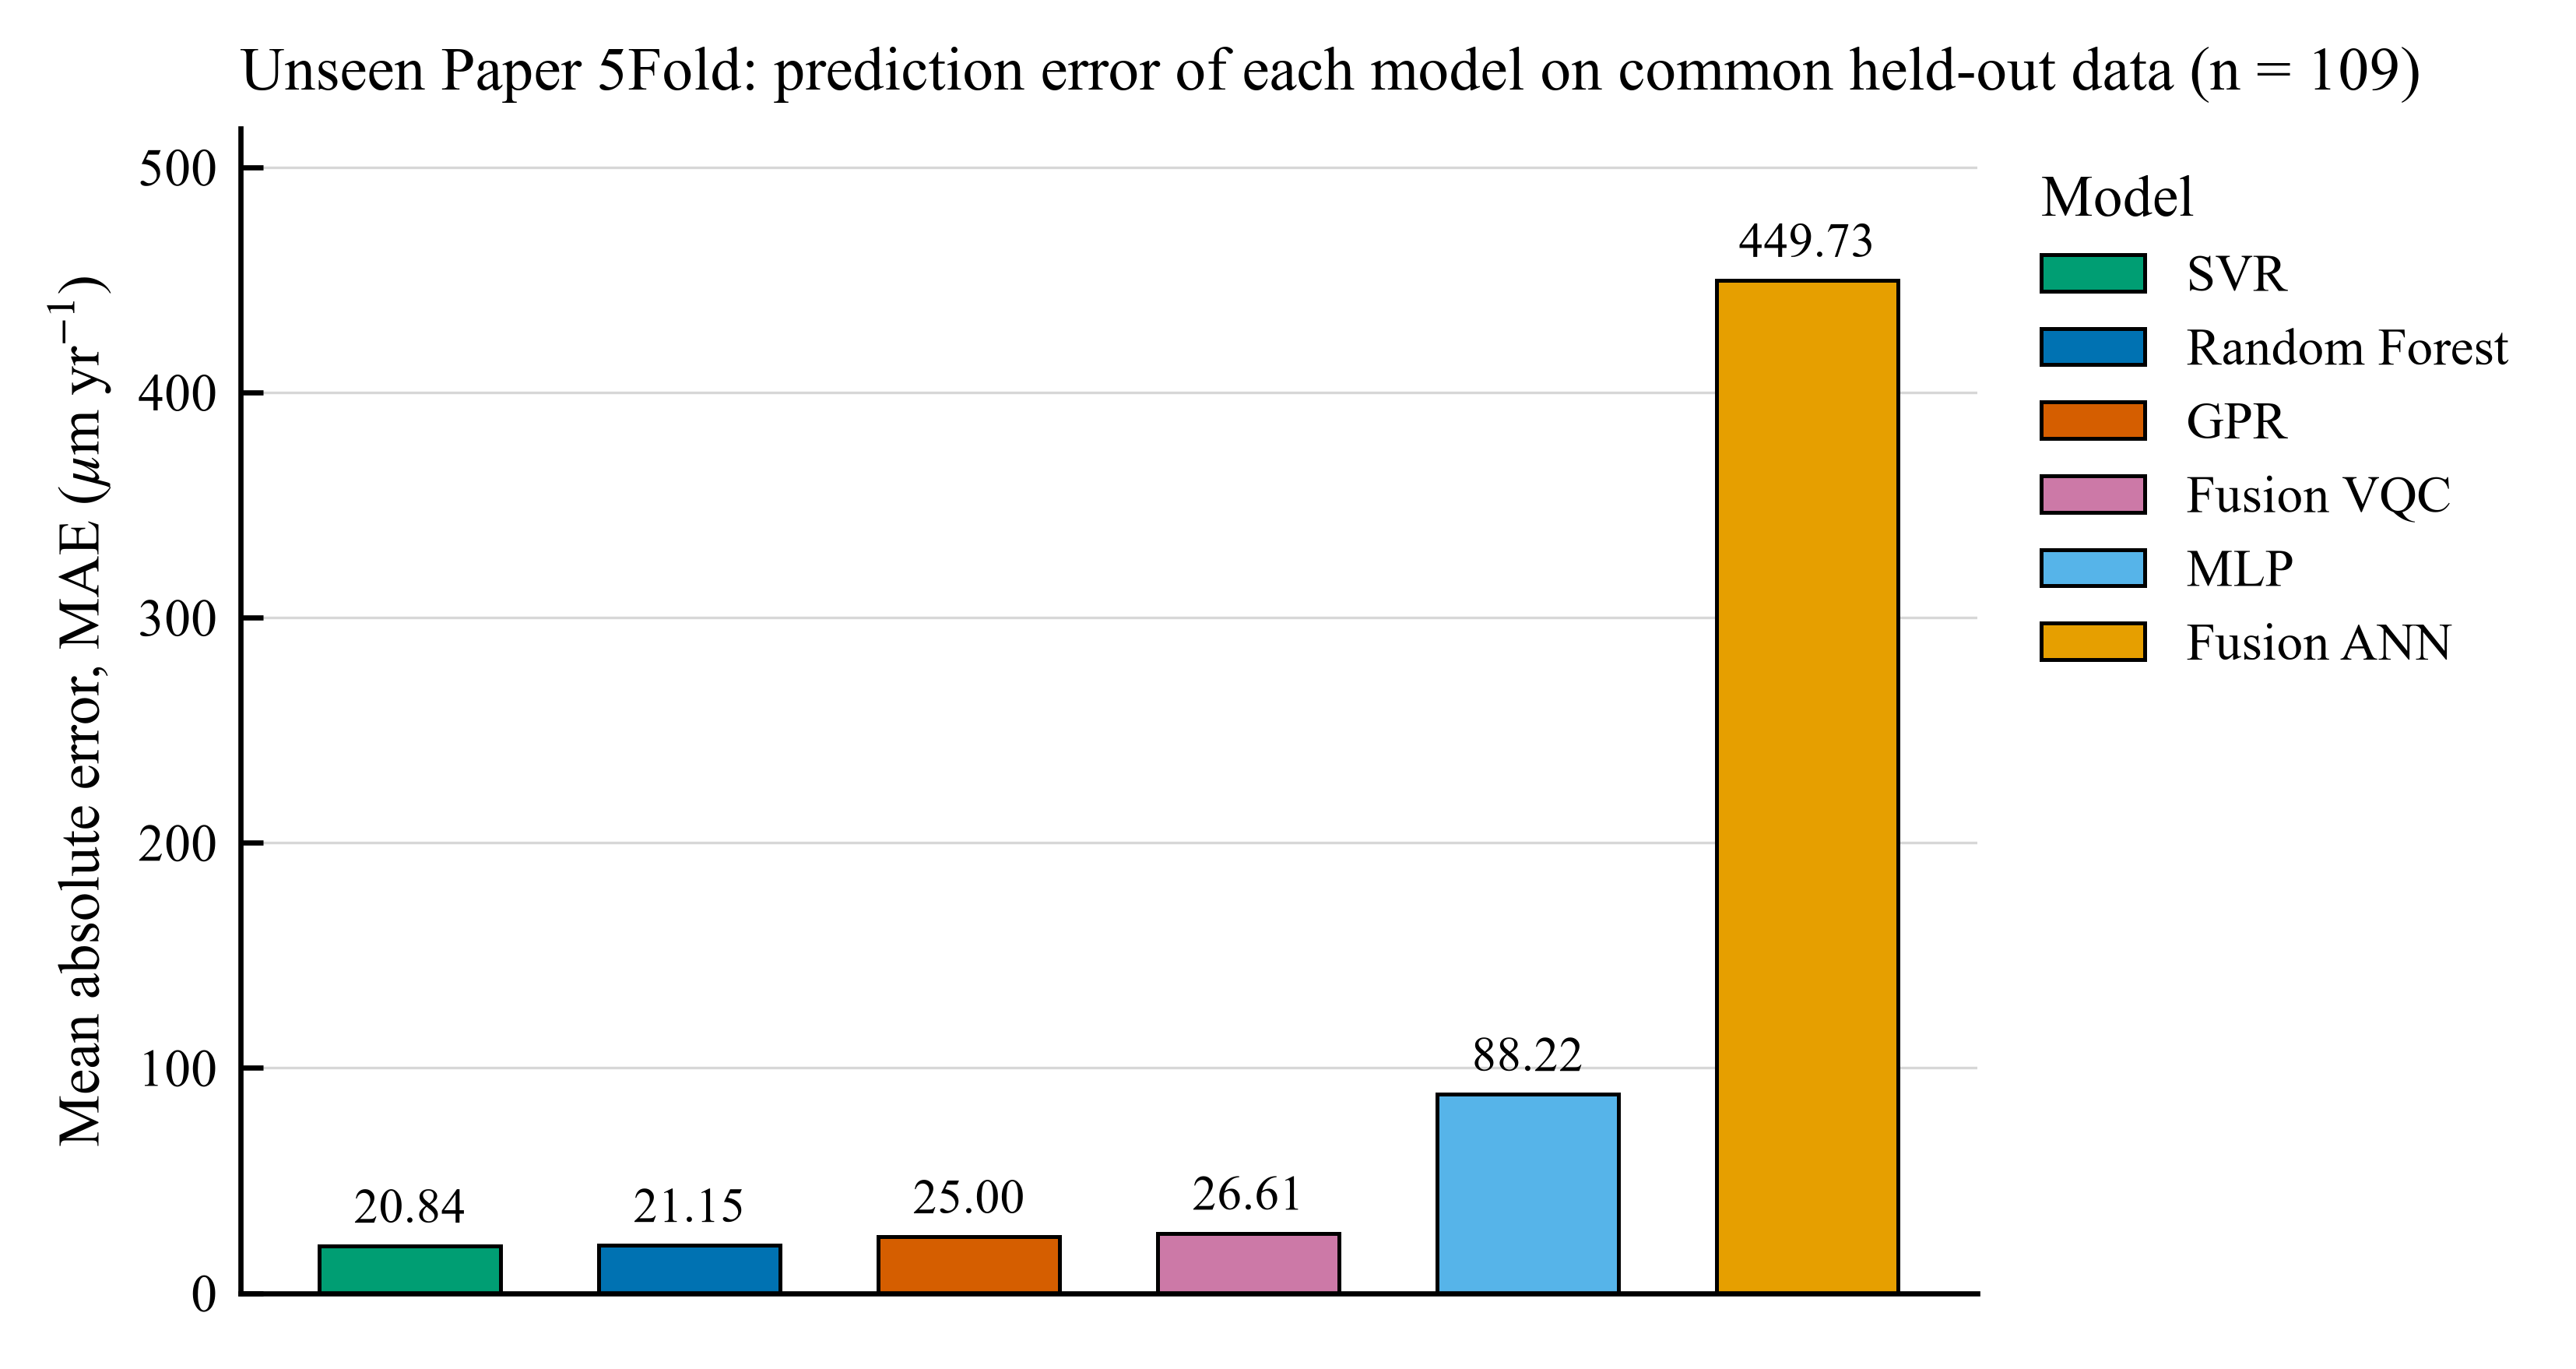 Unseen Paper 5Fold: prediction error of each model on common held-out data (n = 109)
Mean absolute error, MAE (μm yr⁻¹)
500
400
300
200
100
0
20.84
21.15
25.00
26.61
88.22
449.73
Model
SVR
Random Forest
GPR
Fusion VQC
MLP
Fusion ANN